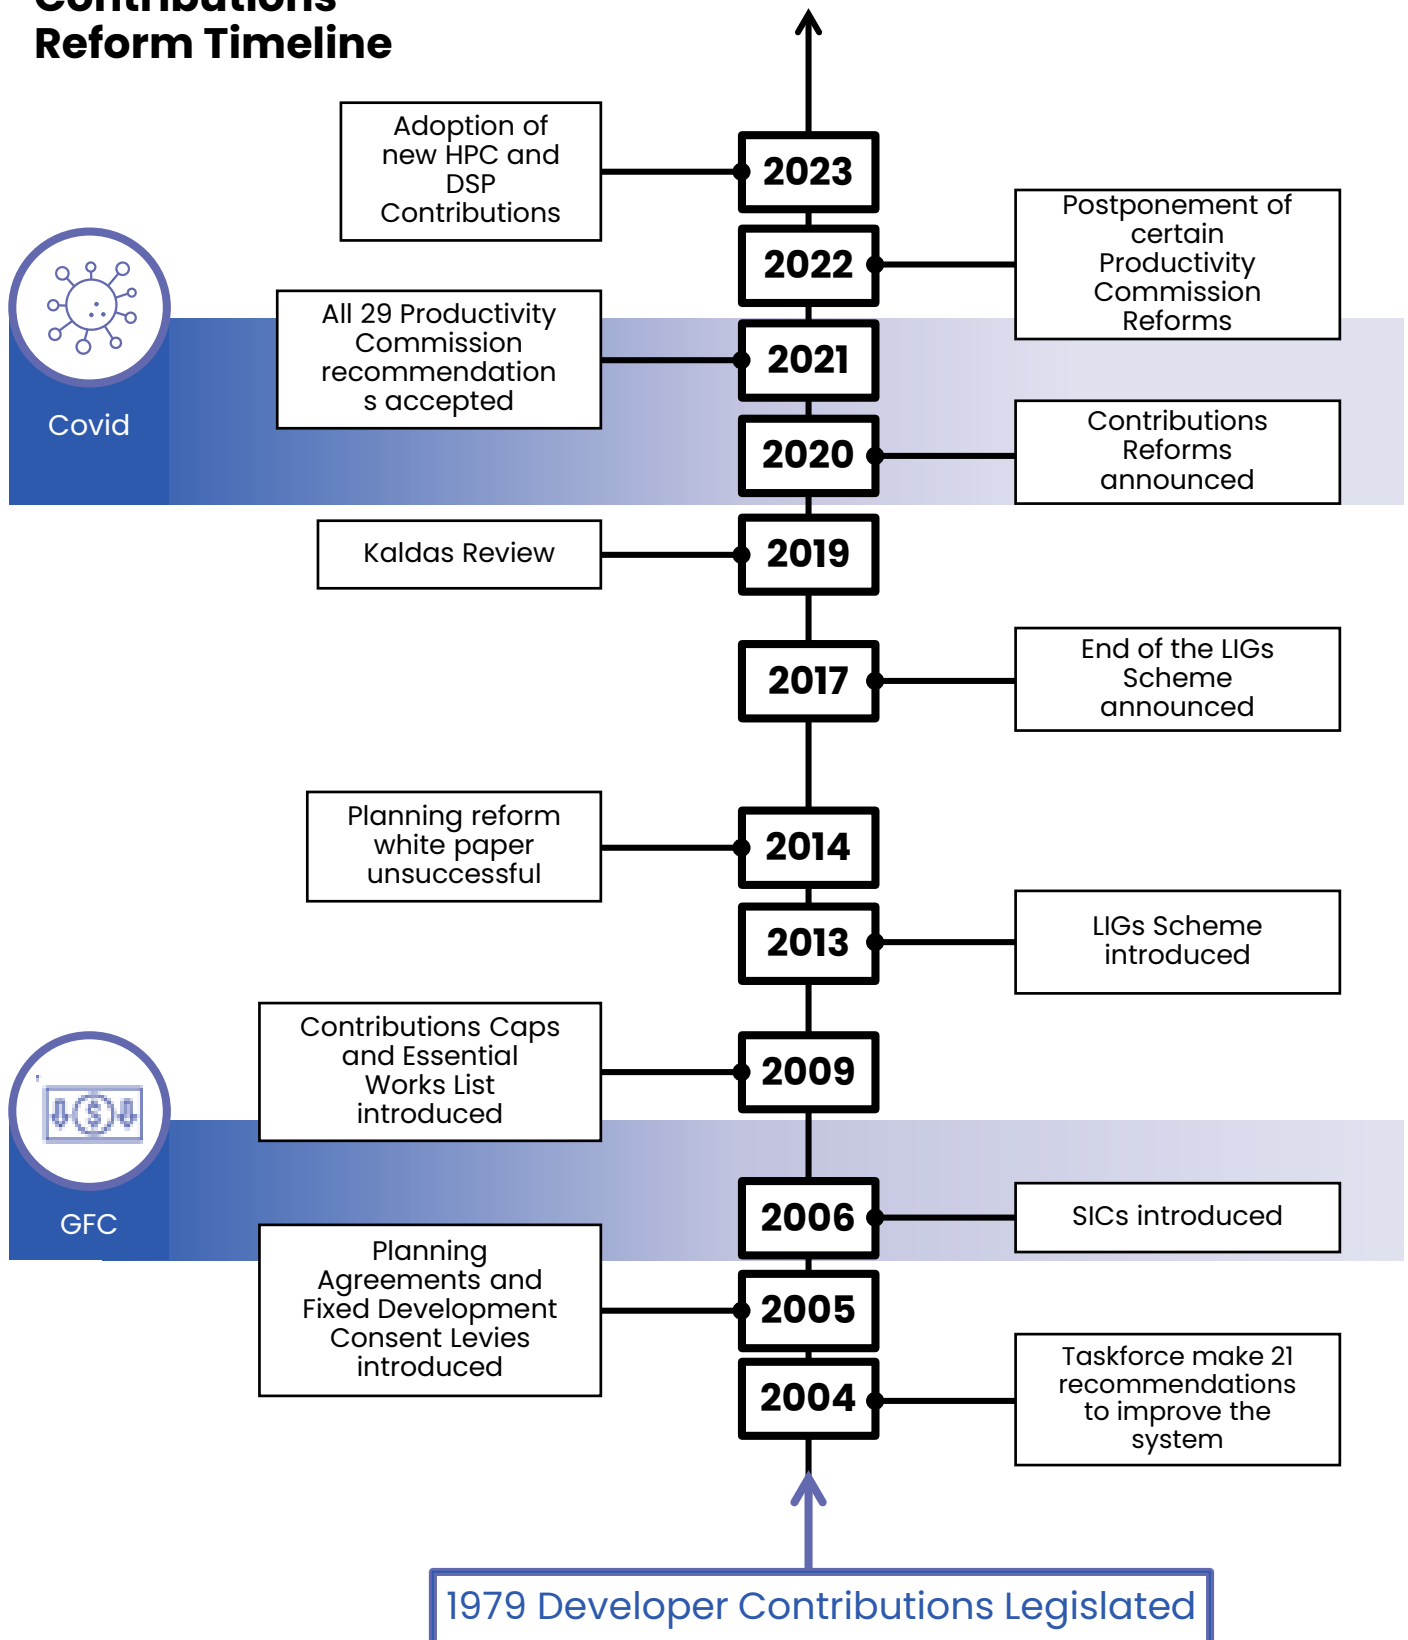 Contributions
Reform Timeline
Adoption of
new HPC and
DSP
Contributions
2023
Postponement of
certain
Productivity
Commission
Reforms
2022
All 29 Productivity
Commission
recommendation
s accepted
2021
Covid
Contributions
Reforms
announced
2020
Kaldas Review
2019
End of the LIGs
Scheme
announced
2017
Planning reform
white paper
unsuccessful
2014
LIGs Scheme
introduced
2013
Contributions Caps
and Essential
Works List
introduced
2009
GFC
SICs introduced
2006
Planning
Agreements and
Fixed Development
Consent Levies
introduced
2005
Taskforce make 21
recommendations
to improve the
system
2004
1979 Developer Contributions Legislated